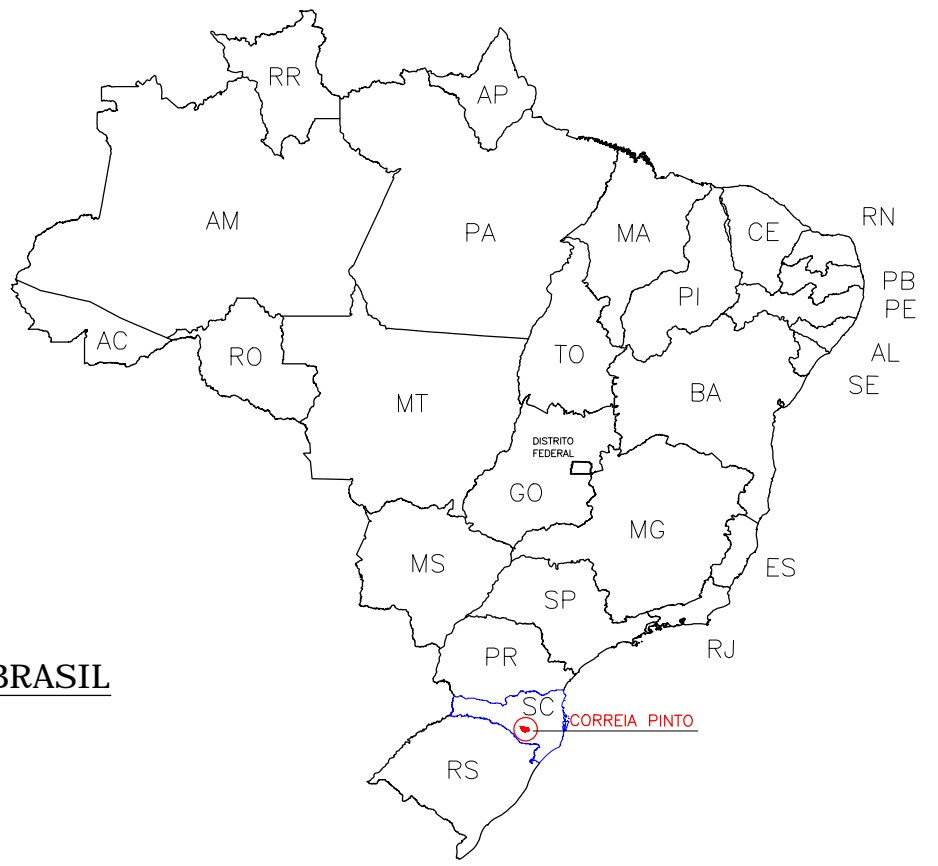 RR
AP
AM
PA
MA
CE
RN
PI
PB
PE
AC
RO
TO
AL
SE
MT
BA
DISTRITO
FEDERAL
GO
MG
MS
ES
SP
RJ
PR
BRASIL
SC
CORREIA PINTO
RS